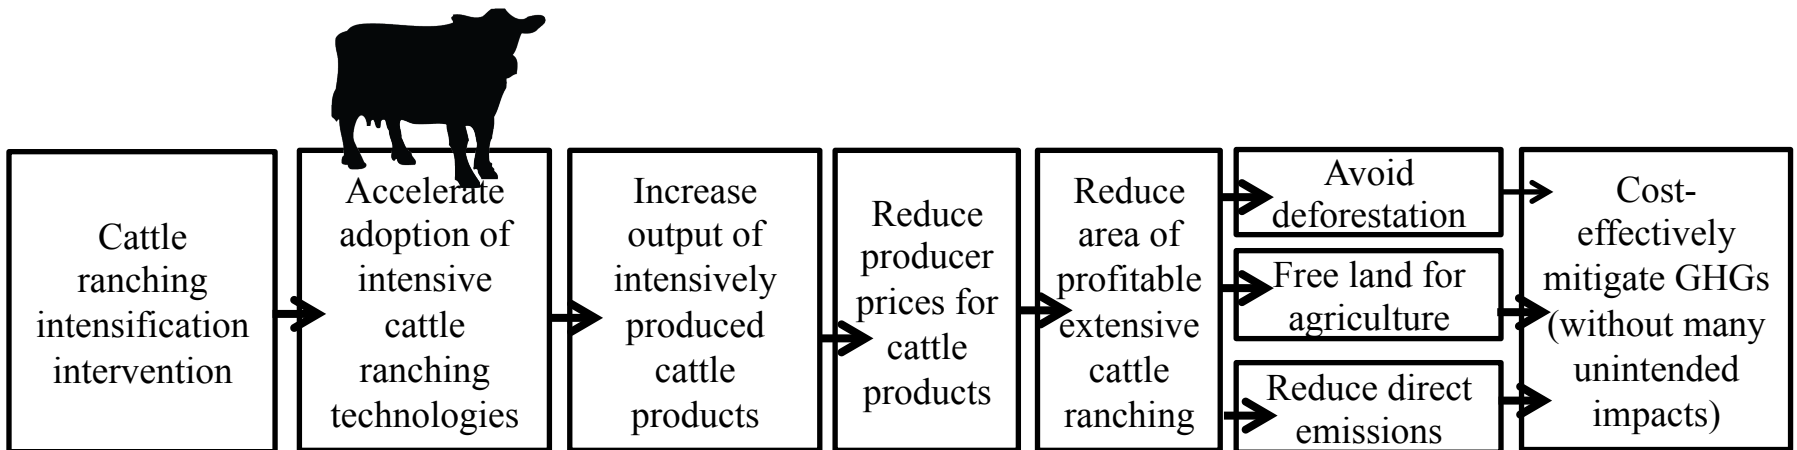 Cattle
ranching
intensification
intervention
Accelerate
adoption of
intensive
cattle
ranching
technologies
Increase
output of
intensively
produced
cattle
products
Reduce
producer
prices for
cattle
products
Reduce
area of
profitable
extensive
cattle
ranching
Avoid
deforestation
Free land for
agriculture
Reduce direct
emissions
Cost-
effectively
mitigate GHGs
(without many
unintended
impacts)